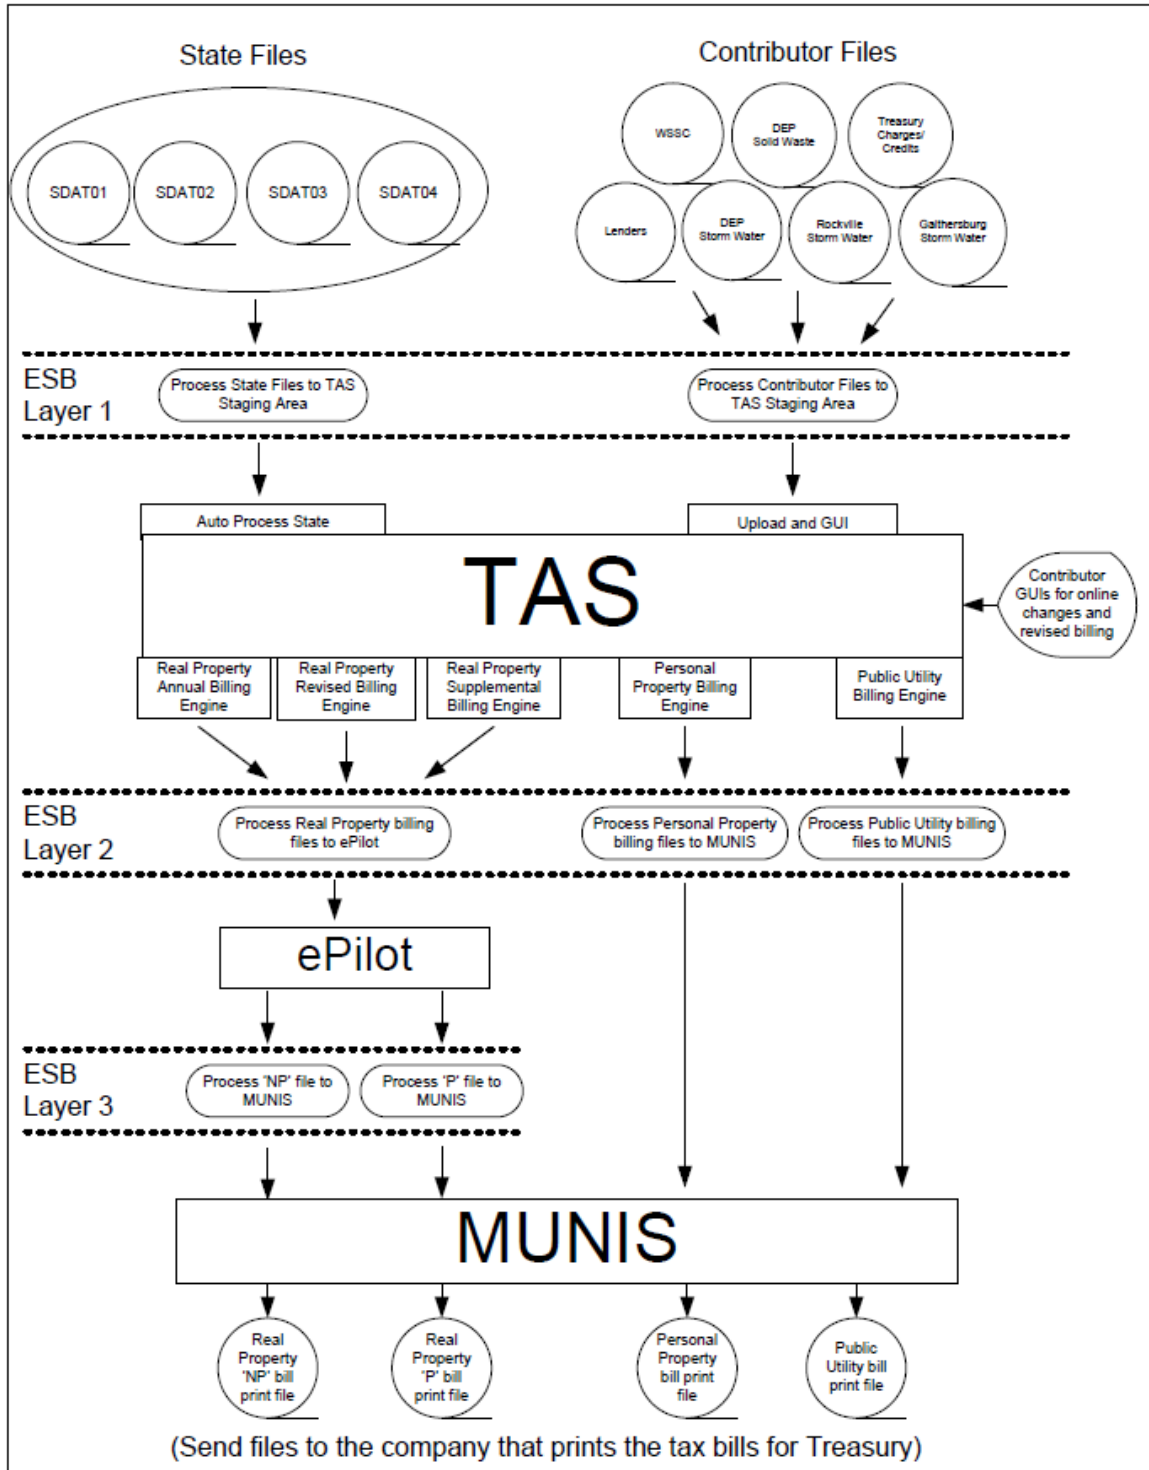 State Files
Contributor Files
SDAT01
SDAT02
SDAT03
SDAT04
WSSC
DEP
Solid Waste
Treasury
Charges/
Credits
Lenders
DEP
Storm Water
Rockville
Storm Water
Gaithersburg
Storm Water
ESB
Layer 1
Process State Files to TAS
Staging Area
Process Contributor Files to
TAS Staging Area
Auto Process State
Upload and GUI
TAS
Contributor
GUIs for online
changes and
revised billing
Real Property
Annual Billing
Engine
Real Property
Revised Billing
Engine
Real Property
Supplemental
Billing Engine
Personal
Property Billing
Engine
Public Utility
Billing Engine
ESB
Layer 2
Process Real Property billing
files to ePilot
Process Personal Property
billing files to MUNIS
Process Public Utility billing
files to MUNIS
ePilot
ESB
Layer 3
Process 'NP' file to
MUNIS
Process 'P' file to
MUNIS
MUNIS
Real
Property
'NP' bill
print file
Real
Property
'P' bill
print file
Personal
Property
bill print
file
Public
Utility bill
print file
(Send files to the company that prints the tax bills for Treasury)